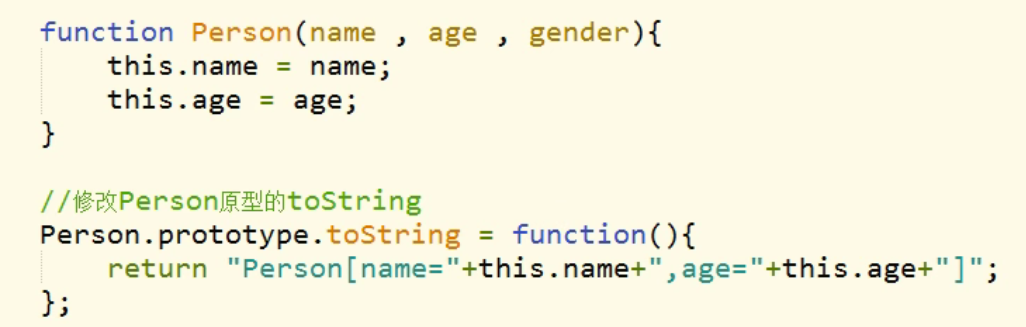 function Person(name , age , gender){
    this.name = name;
    this.age = age;
}
//修改Person原型的toString
Person.prototype.toString = function(){
    return "Person[name="+this.name+",age="+this.age+"]";
};